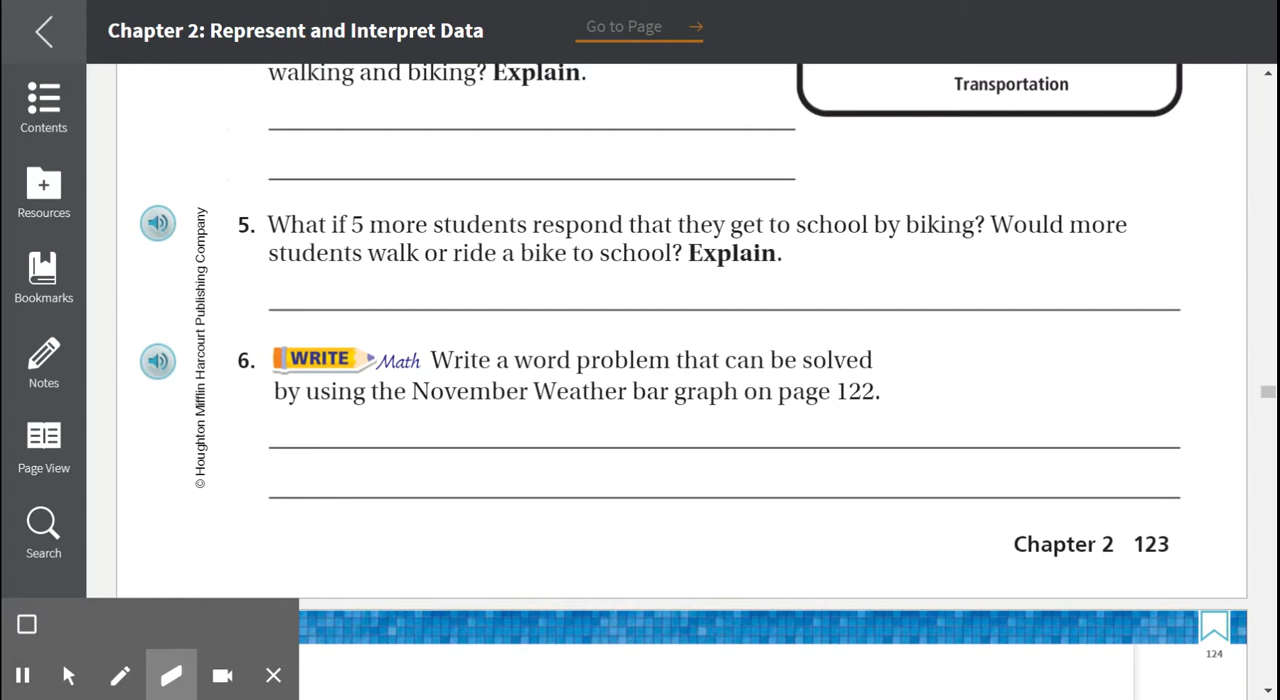 Chapter 2: Represent and Interpret Data
Go to Page →
Contents
Resources
Bookmarks
Notes
Page View
Search
walking and biking? Explain.
Transportation
© Houghton Mifflin Harcourt Publishing Company
5. What if 5 more students respond that they get to school by biking? Would more
students walk or ride a bike to school? Explain.
6. WRITE Math Write a word problem that can be solved
by using the November Weather bar graph on page 122.
Chapter 2 123
124